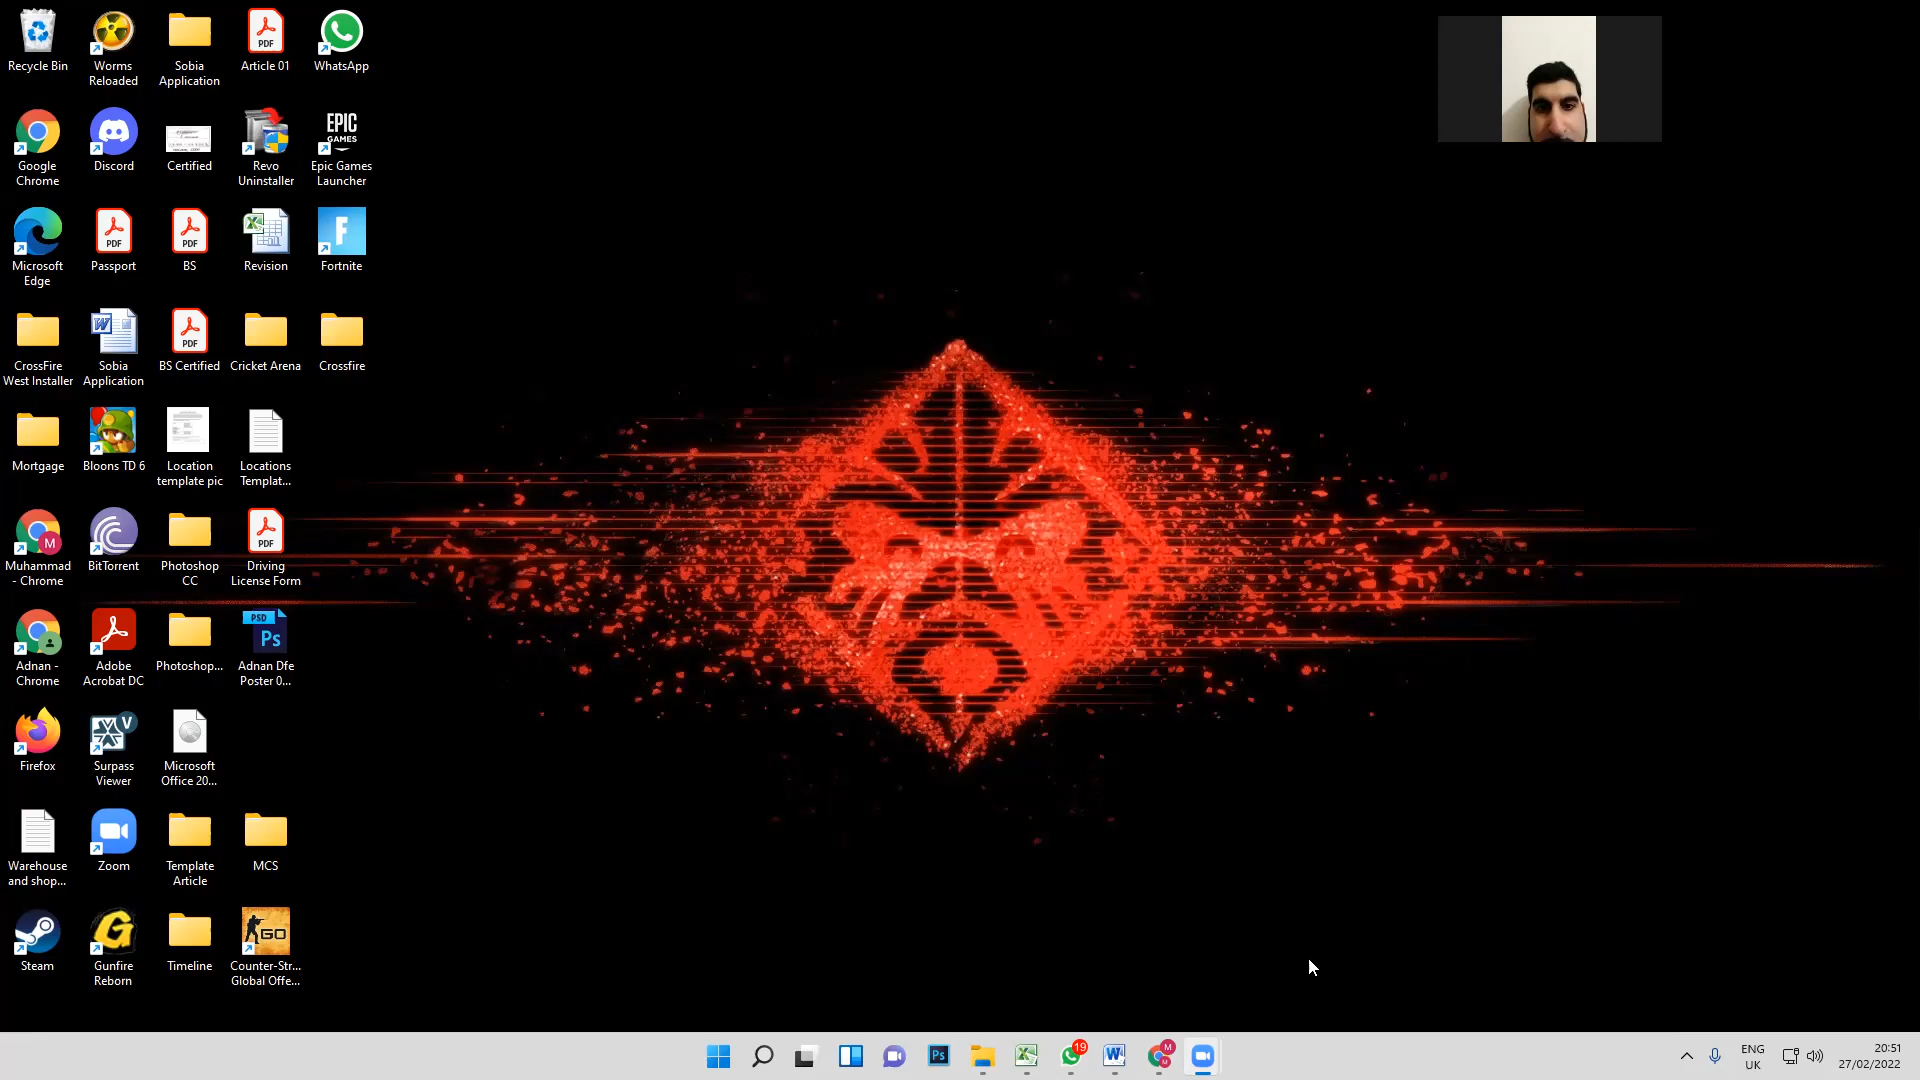 Recycle Bin
Worms
Reloaded
Sobia
Application
PDF
Article 01
WhatsApp
Google
Chrome
Discord
Certified
Revo
Uninstaller
EPIC
GAMES
Epic Games
Launcher
Microsoft
Edge
PDF
Passport
PDF
BS
Revision
F
Fortnite
CrossFire
West Installer
W
Sobia
Application
PDF
BS Certified
Cricket Arena
Crossfire
Mortgage
Bloons TD 6
Location
template pic
Locations
Templat...
M
Muhammad
- Chrome
BitTorrent
Photoshop
CC
PDF
Driving
License Form
Adnan -
Chrome
Adobe
Acrobat DC
Photoshop...
PSD
Ps
Adnan Dfe
Poster 0...
Firefox
V
Surpass
Viewer
Microsoft
Office 20...
Warehouse
and shop...
Zoom
Template
Article
MCS
Steam
G
Gunfire
Reborn
Timeline
GO
Counter-Str...
Global Offe...
Ps
19
W
M
M
ENG
UK
20:51
27/02/2022